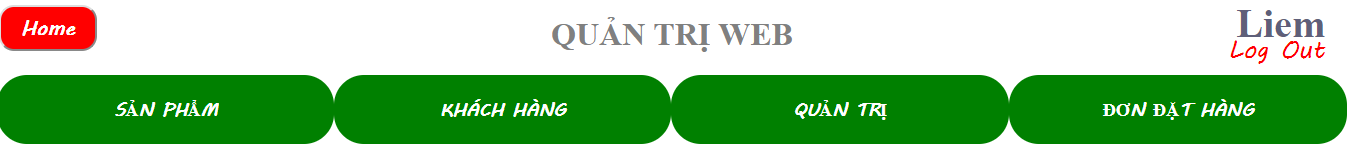 Home
QUẢN TRỊ WEB
Liem
Log Out
SẢN PHẨM
KHÁCH HÀNG
QUẢN TRỊ
ĐƠN ĐẶT HÀNG